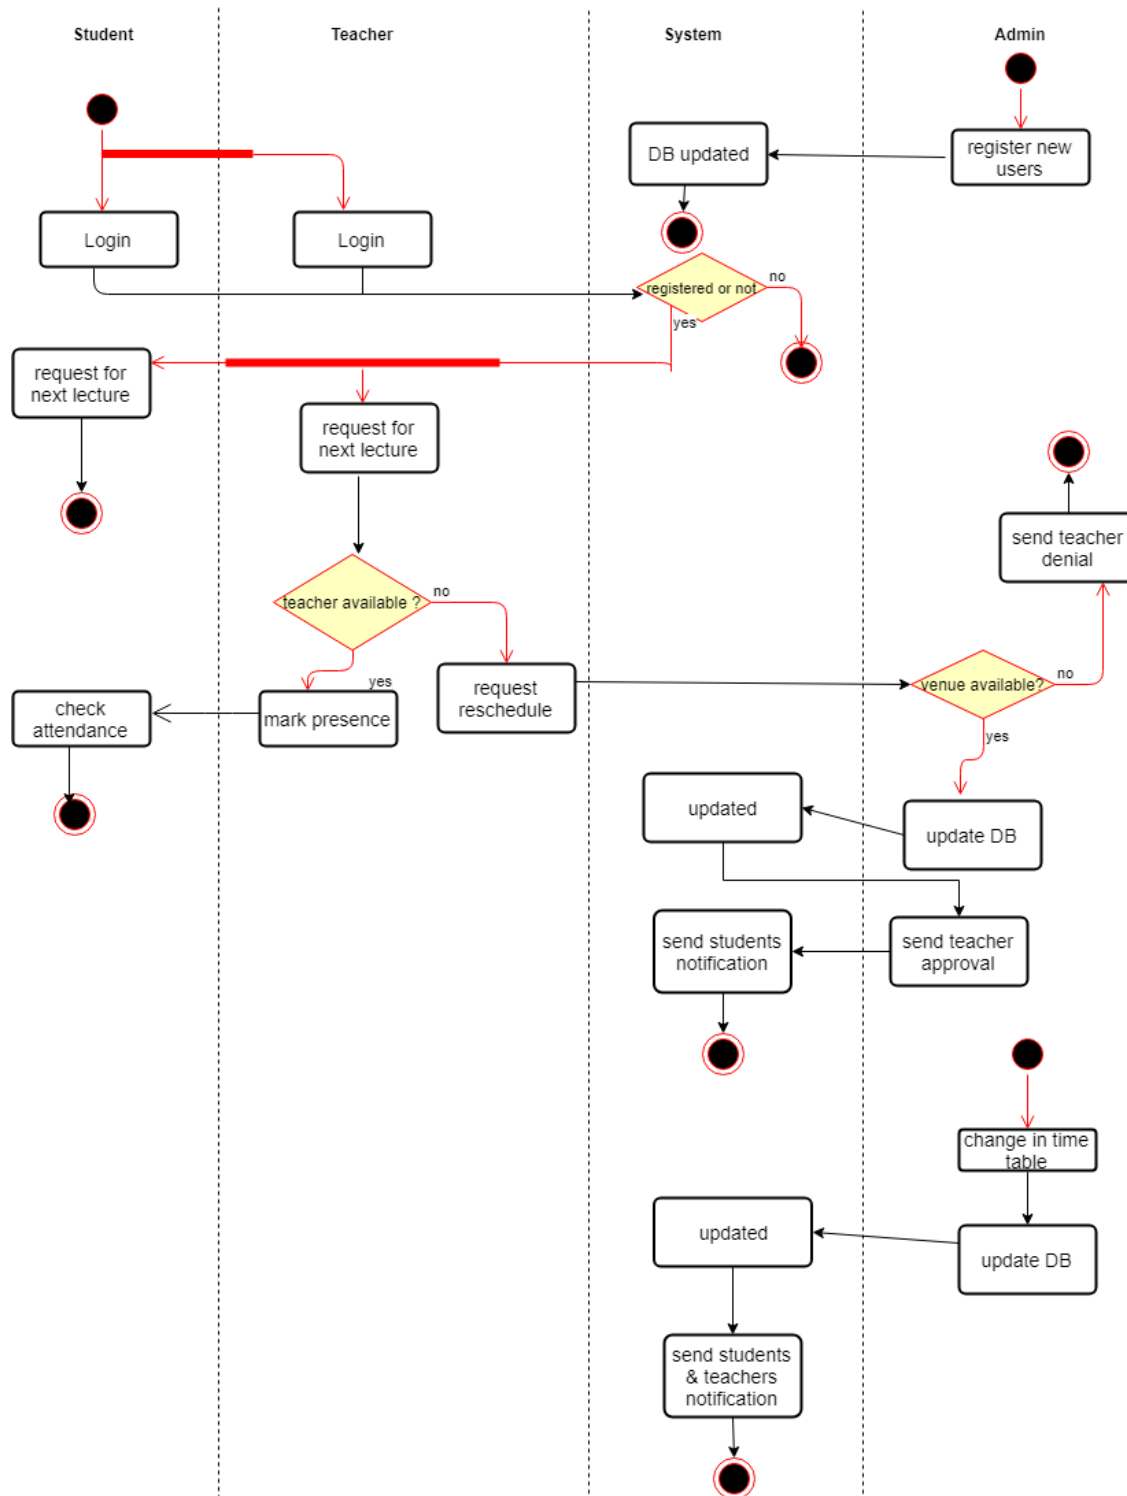 Student
Teacher
System
Admin
DB updated
register new
users
Login
Login
registered or not
no
yes
request for
next lecture
request for
next lecture
send teacher
denial
teacher available ?
no
yes
request
reschedule
venue available?
no
yes
check
attendance
mark presence
updated
update DB
send students
notification
send teacher
approval
change in time
table
updated
update DB
send students
& teachers
notification